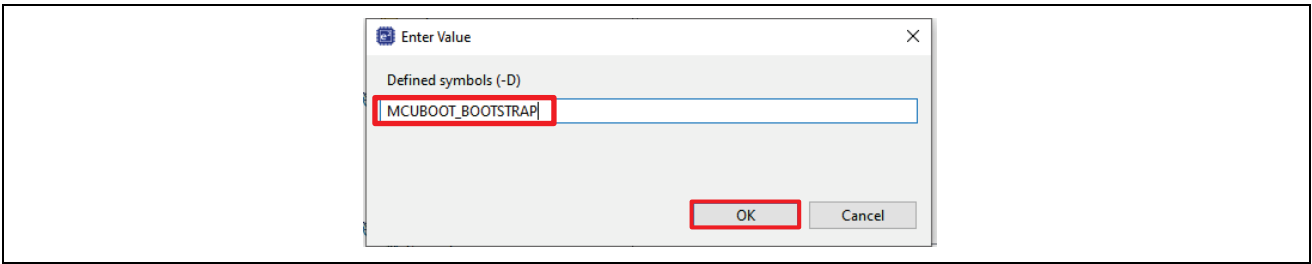 Enter Value
Defined symbols (-D)
MCUBOOT_BOOTSTRAP
OK Cancel